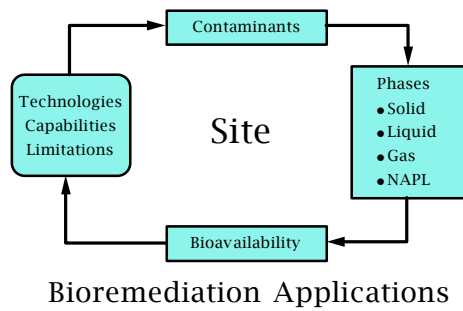 Contaminants
Technologies
Capabilities
Limitations
Site
Phases
• Solid
• Liquid
• Gas
• NAPL
Bioavailability
Bioremediation Applications